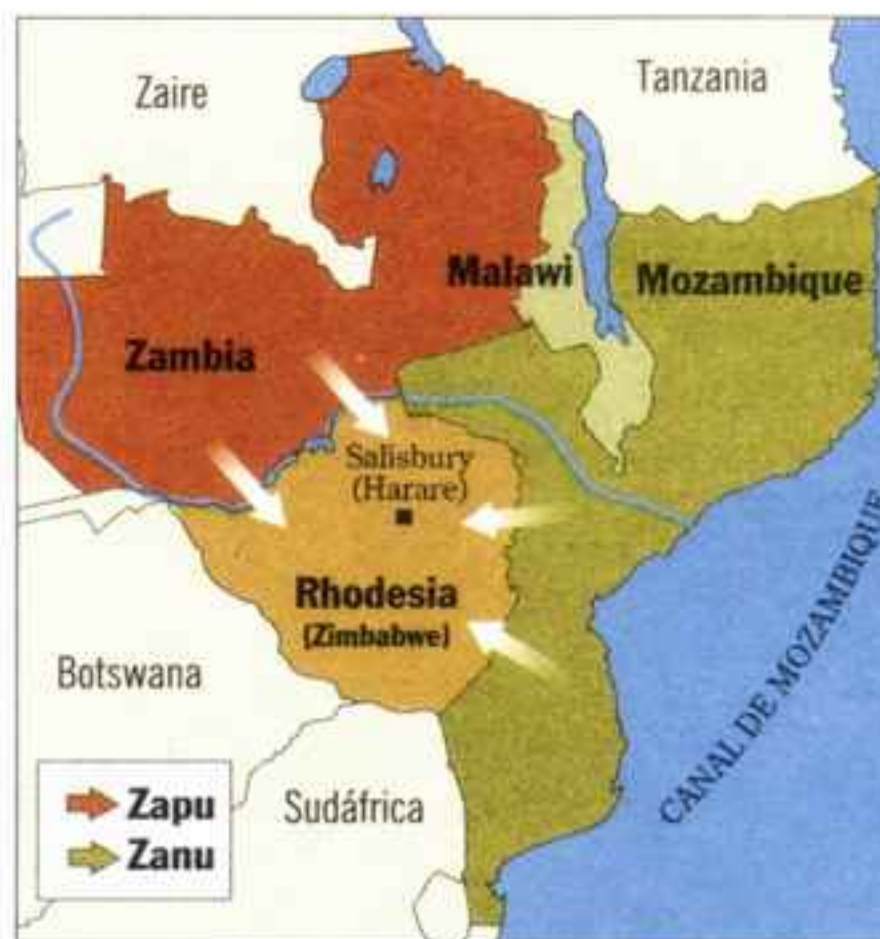 Zaire
Tanzania
Malawi
Mozambique
Zambia
Salisbury
(Harare)
Rhodesia
(Zimbabwe)
Botswana
CANAL DE MOZAMBIQUE
Sudáfrica
Zapu
Zanu